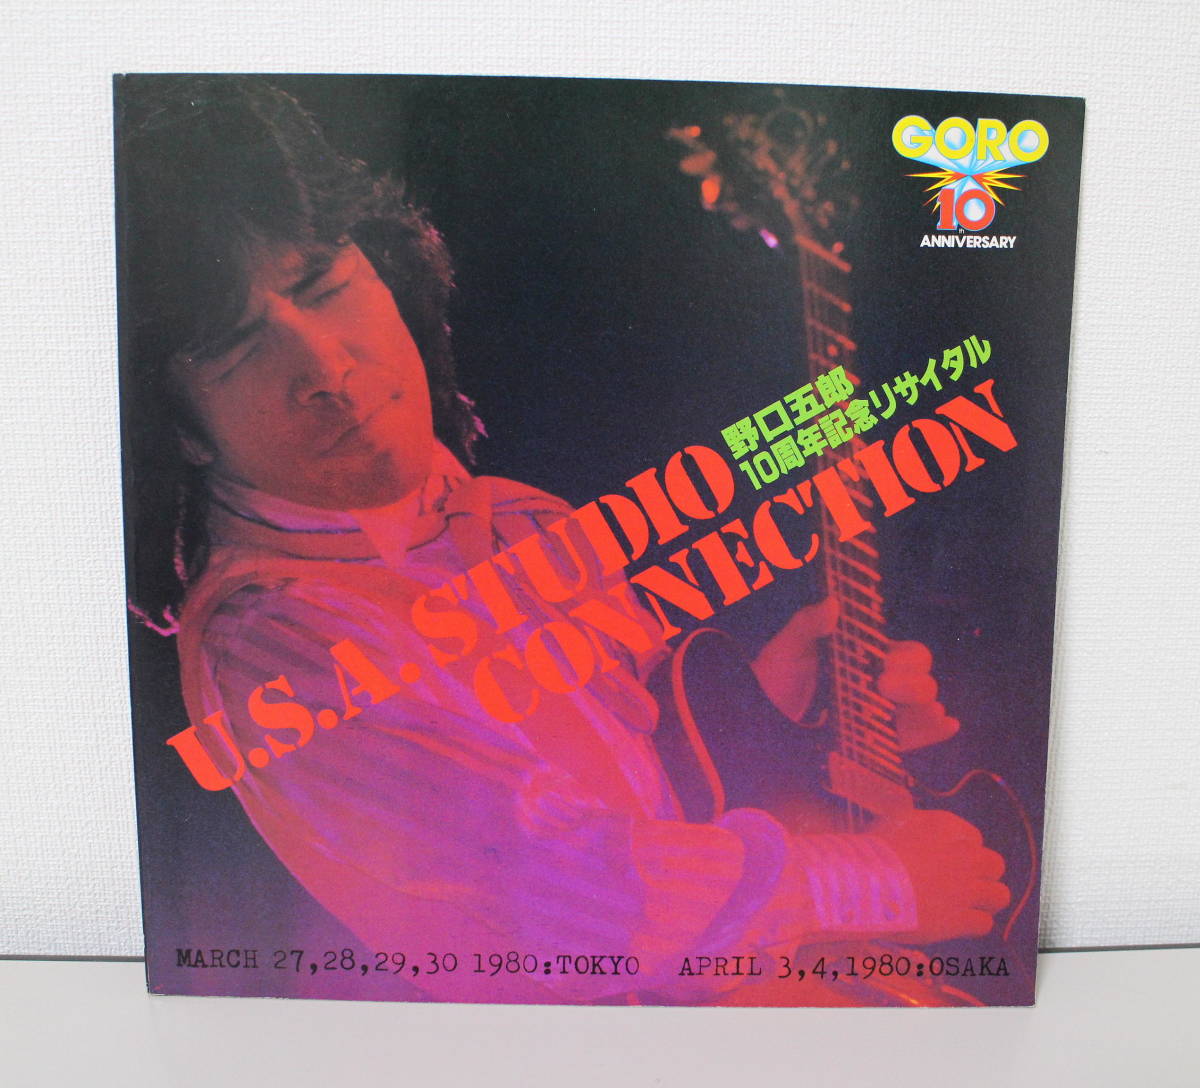 GORO
10th
ANNIVERSARY
野口五郎
10周年記念リサイタル
U.S.A.STUDIO
CONNECTION
MARCH 27,28,29,30 1980:TOKYO APRIL 3,4,1980:OSAKA